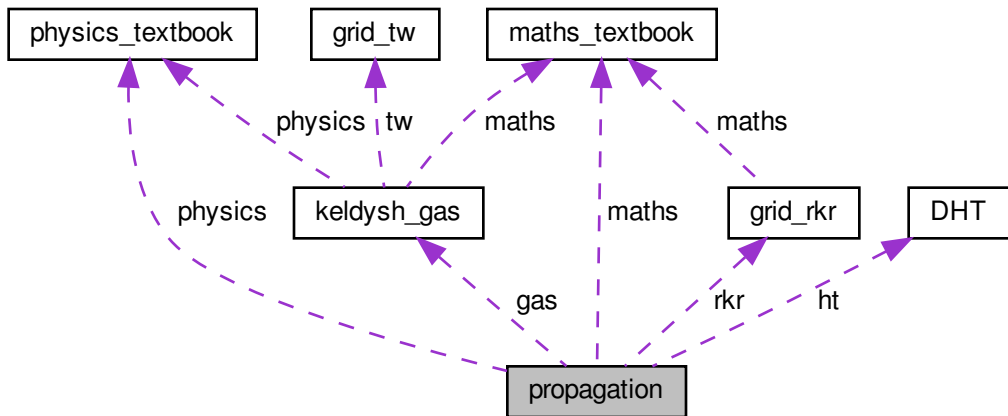 physics_textbook
grid_tw
maths_textbook
physics
tw
maths
maths
physics
keldysh_gas
maths
grid_rkr
DHT
gas
rkr
ht
propagation